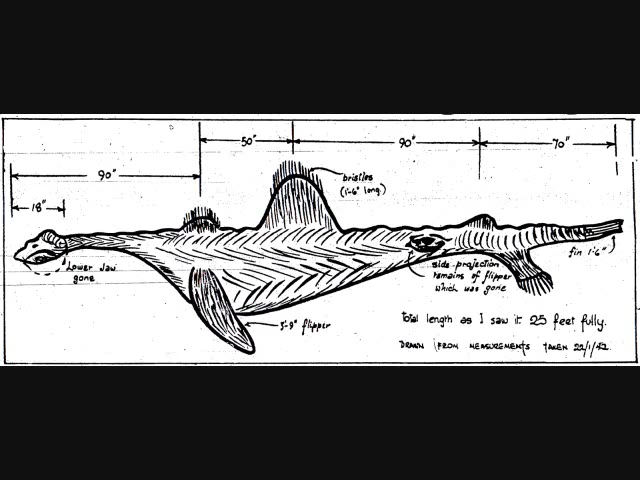 50"
90"
70"
90"
18"
bristles
(1'-6" long)
Lower Jaw
gone
side projection
remains of flipper
which was gone
fin 1'-6"
3'-9" flipper
Total length as I saw it 25 feet fully.
DRAWN FROM MEASUREMENTS TAKEN 22/1/42.